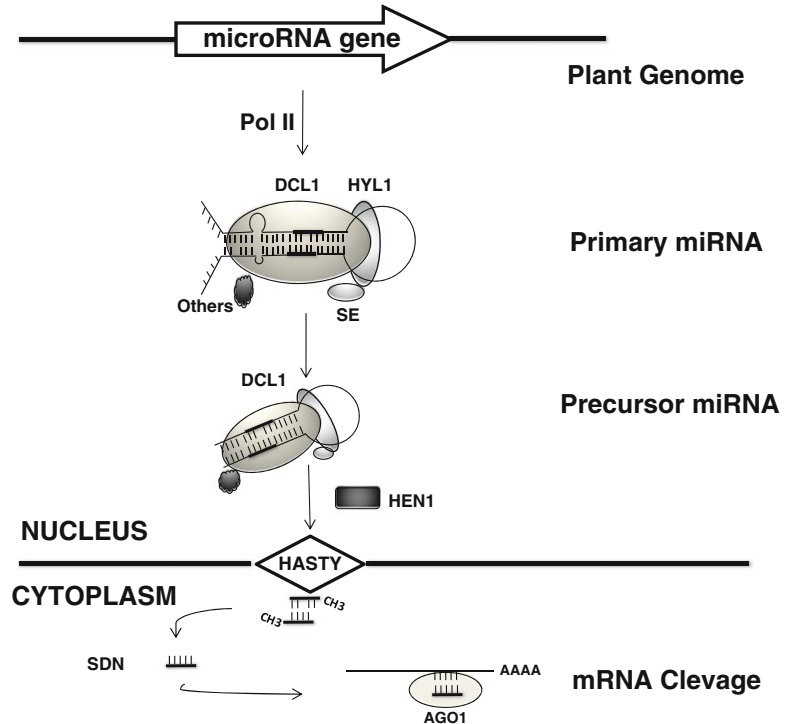 microRNA gene
Plant Genome
Pol II
DCL1 HYL1
Primary miRNA
Others
SE
DCL1
Precursor miRNA
HEN1
NUCLEUS
HASTY
CYTOPLASM
CH3
CH3
SDN
AAAA
mRNA Clevage
AGO1